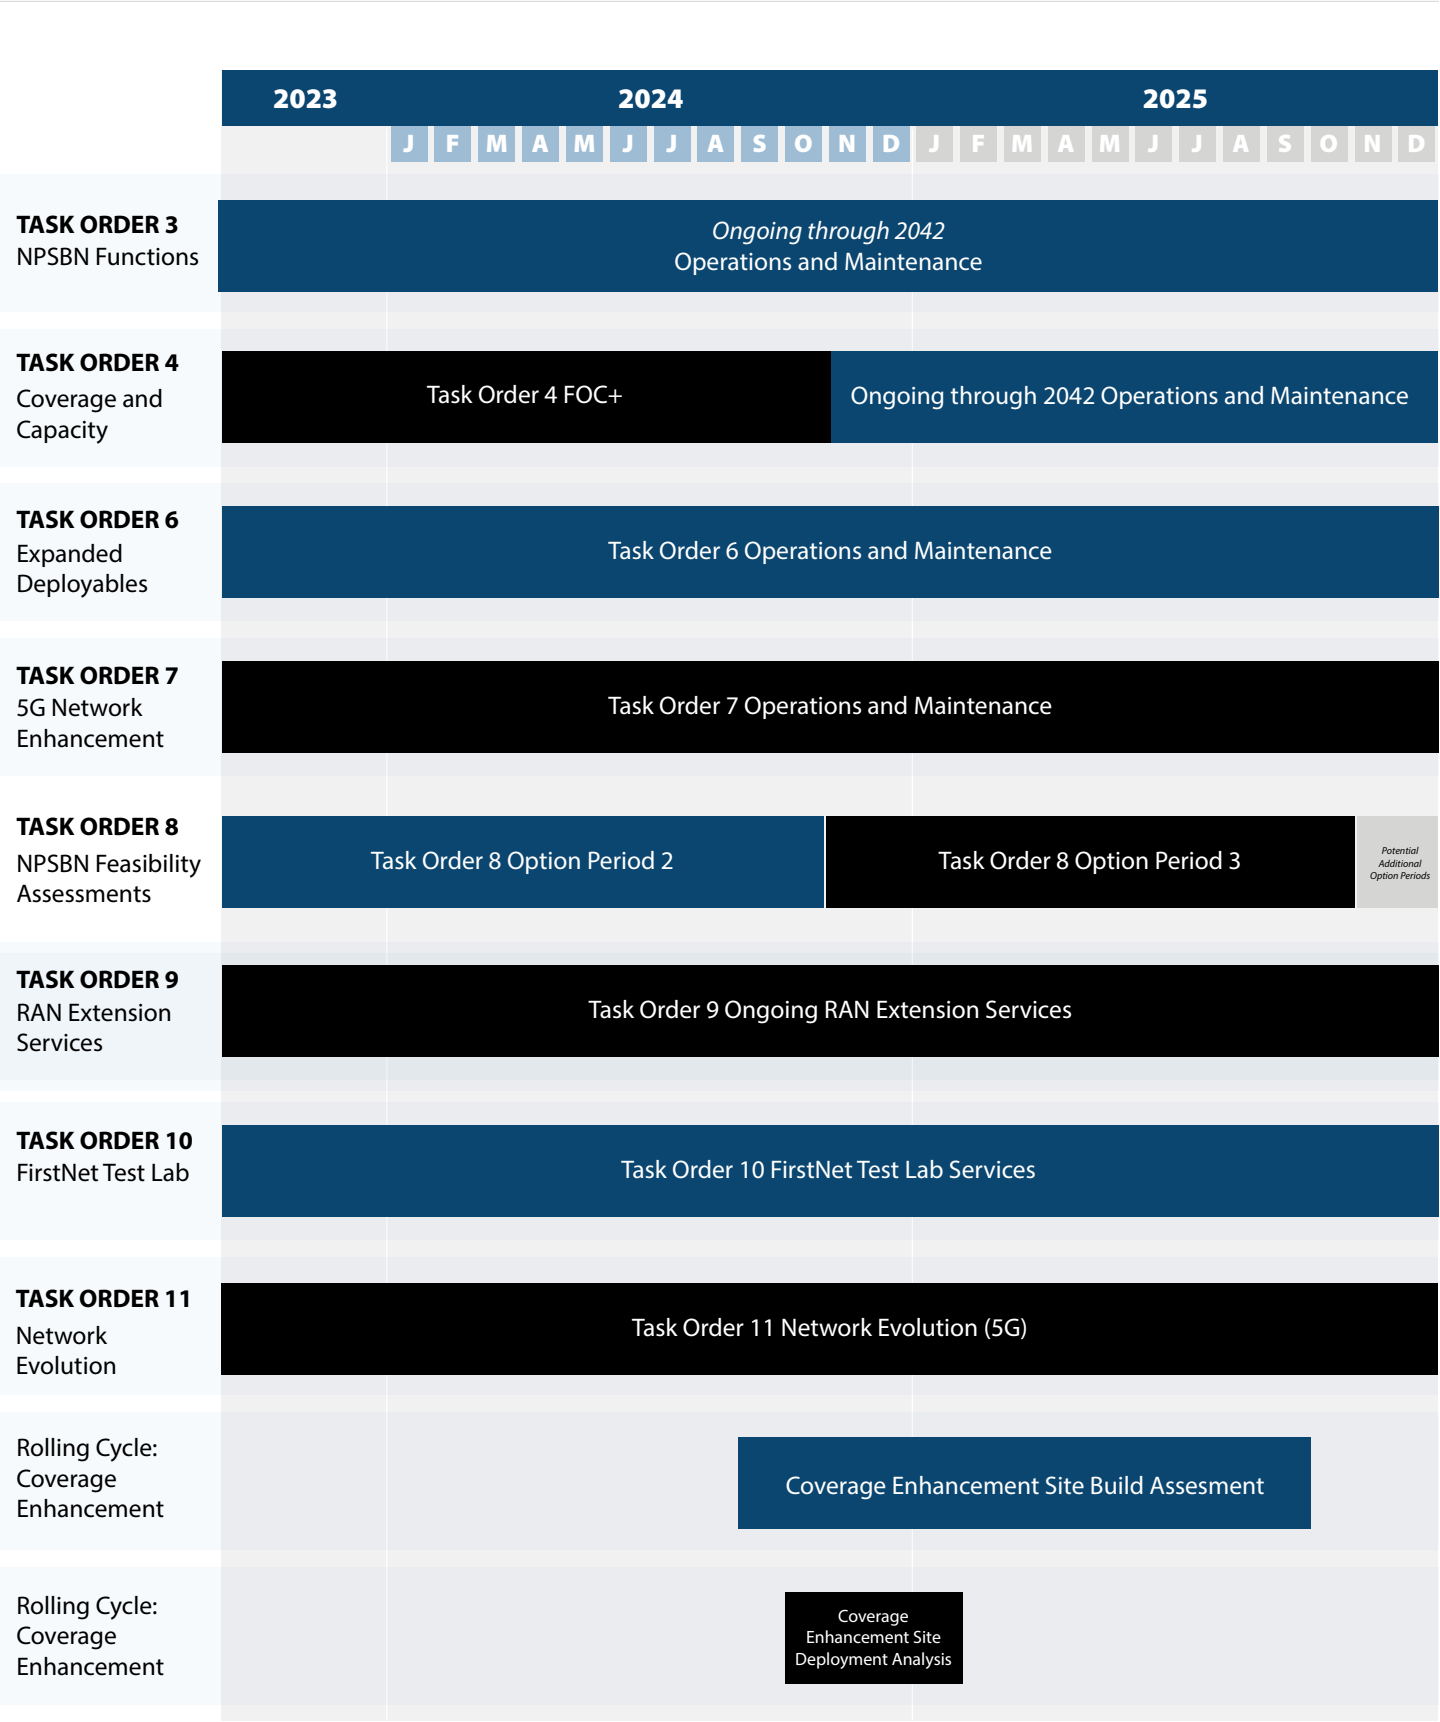 2023 2024 2025
J F M A M J J A S O N D J F M A M J J A S O N D
TASK ORDER 3
NPSBN Functions
Ongoing through 2042
Operations and Maintenance
TASK ORDER 4
Coverage and
Capacity
Task Order 4 FOC+
Ongoing through 2042 Operations and Maintenance
TASK ORDER 6
Expanded
Deployables
Task Order 6 Operations and Maintenance
TASK ORDER 7
5G Network
Enhancement
Task Order 7 Operations and Maintenance
TASK ORDER 8
NPSBN Feasibility
Assessments
Task Order 8 Option Period 2
Task Order 8 Option Period 3
Potential
Additional
Option Periods
TASK ORDER 9
RAN Extension
Services
Task Order 9 Ongoing RAN Extension Services
TASK ORDER 10
FirstNet Test Lab
Task Order 10 FirstNet Test Lab Services
TASK ORDER 11
Network
Evolution
Task Order 11 Network Evolution (5G)
Rolling Cycle:
Coverage
Enhancement
Coverage Enhancement Site Build Assesment
Rolling Cycle:
Coverage
Enhancement
Coverage
Enhancement Site
Deployment Analysis